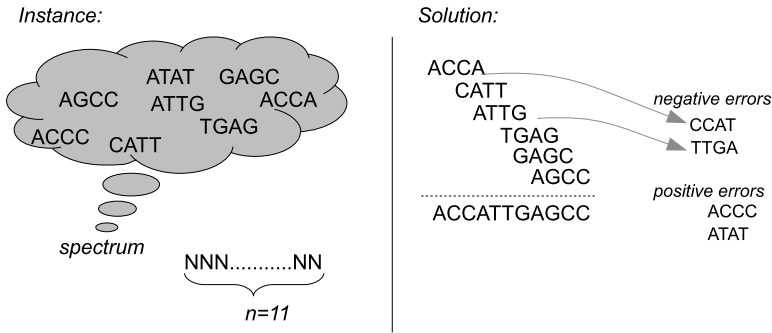 Instance:
ATAT GAGC
AGCC ATTG ACCA
TGAG
ACCC CATT
spectrum
NNN...........NN
n=11
Solution:
ACCA
CATT
ATTG
TGAG
GAGC
AGCC
ACCATTGAGCC
negative errors
CCAT
TTGA
positive errors
ACCC
ATAT